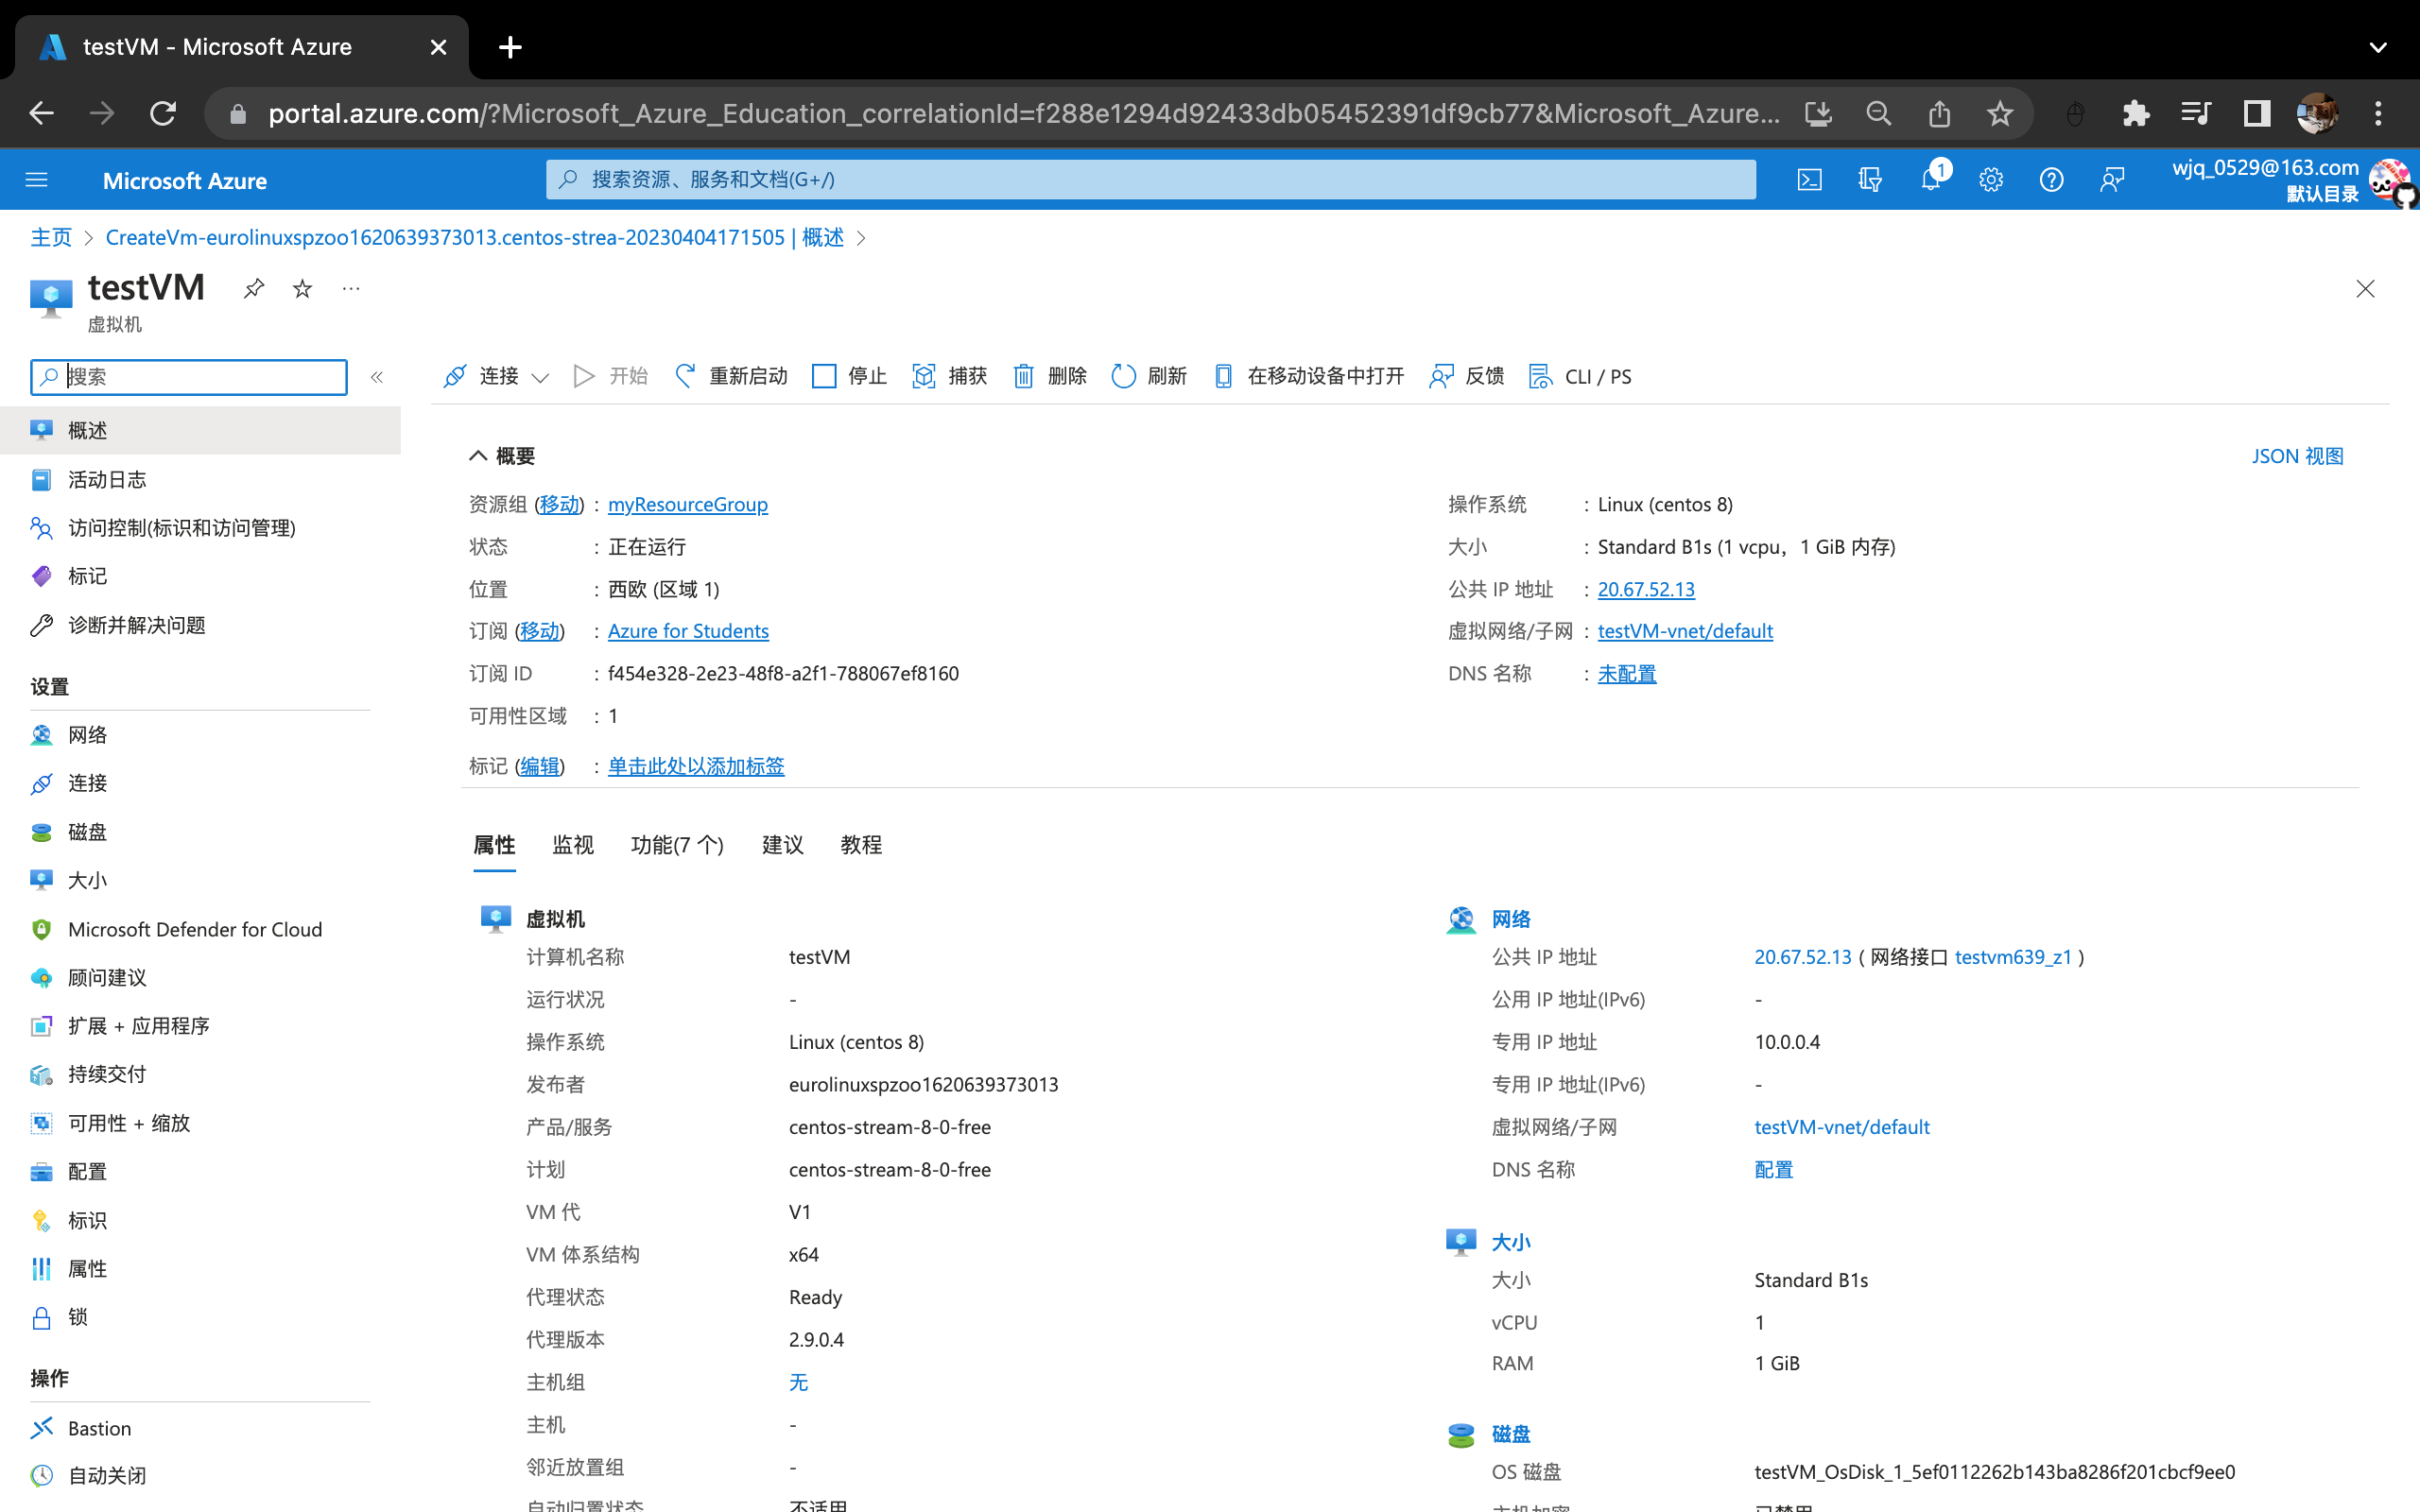 testVM - Microsoft Azure
portal.azure.com/?Microsoft_Azure_Education_correlationId=f288e1294d92433db05452391df9cb77&Microsoft_Azure...
Microsoft Azure
搜索资源、服务和文档(G+/)
1
wjq_0529@163.com
默认目录
主页 > CreateVm-eurolinuxspzoo1620639373013.centos-strea-20230404171505 | 概述 >
testVM
虚拟机
搜索
连接 开始 重新启动 停止 捕获 删除 刷新 在移动设备中打开 反馈 CLI / PS
概述
活动日志
访问控制(标识和访问管理)
标记
诊断并解决问题
设置
网络
连接
磁盘
大小
Microsoft Defender for Cloud
顾问建议
扩展 + 应用程序
持续交付
可用性 + 缩放
配置
标识
属性
锁
操作
Bastion
自动关闭
概要
JSON 视图
资源组 (移动) : myResourceGroup
状态 : 正在运行
位置 : 西欧 (区域 1)
订阅 (移动) : Azure for Students
订阅 ID : f454e328-2e23-48f8-a2f1-788067ef8160
可用性区域 : 1
标记 (编辑) : 单击此处以添加标签
操作系统 : Linux (centos 8)
大小 : Standard B1s (1 vcpu，1 GiB 内存)
公共 IP 地址 : 20.67.52.13
虚拟网络/子网 : testVM-vnet/default
DNS 名称 : 未配置
属性 监视 功能(7 个) 建议 教程
虚拟机
计算机名称 testVM
运行状况 -
操作系统 Linux (centos 8)
发布者 eurolinuxspzoo1620639373013
产品/服务 centos-stream-8-0-free
计划 centos-stream-8-0-free
VM 代 V1
VM 体系结构 x64
代理状态 Ready
代理版本 2.9.0.4
主机组 无
主机 -
邻近放置组 -
自动归置状态 不适用
网络
公共 IP 地址 20.67.52.13 ( 网络接口 testvm639_z1 )
公用 IP 地址(IPv6) -
专用 IP 地址 10.0.0.4
专用 IP 地址(IPv6) -
虚拟网络/子网 testVM-vnet/default
DNS 名称 配置
大小
大小 Standard B1s
vCPU 1
RAM 1 GiB
磁盘
OS 磁盘 testVM_OsDisk_1_5ef0112262b143ba8286f201cbcf9ee0
主机加密 已禁用